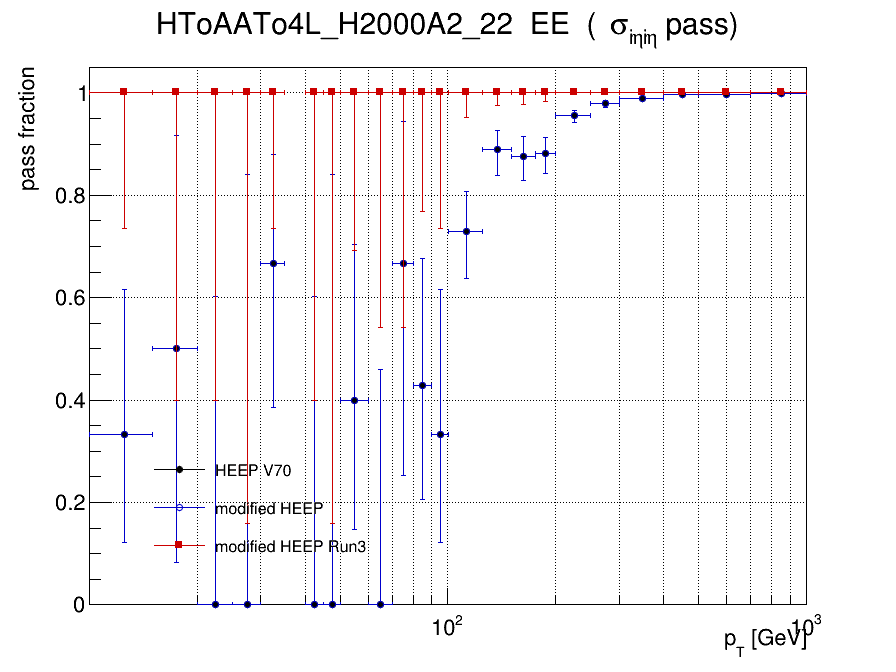 HToAATo4L_H2000A2_22 EE ( σiηiη pass)
pass fraction
1
0.8
0.6
0.4
0.2
0
HEEP V70
modified HEEP
modified HEEP Run3
10²
10³
pT [GeV]